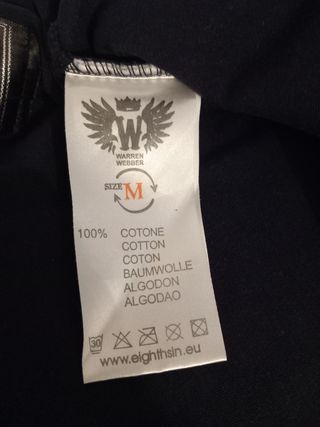 W
WARREN
WEBBER
SIZE M
100% COTONE
COTTON
COTON
BAUMWOLLE
ALGODON
ALGODAO
30
www.eighthsin.eu